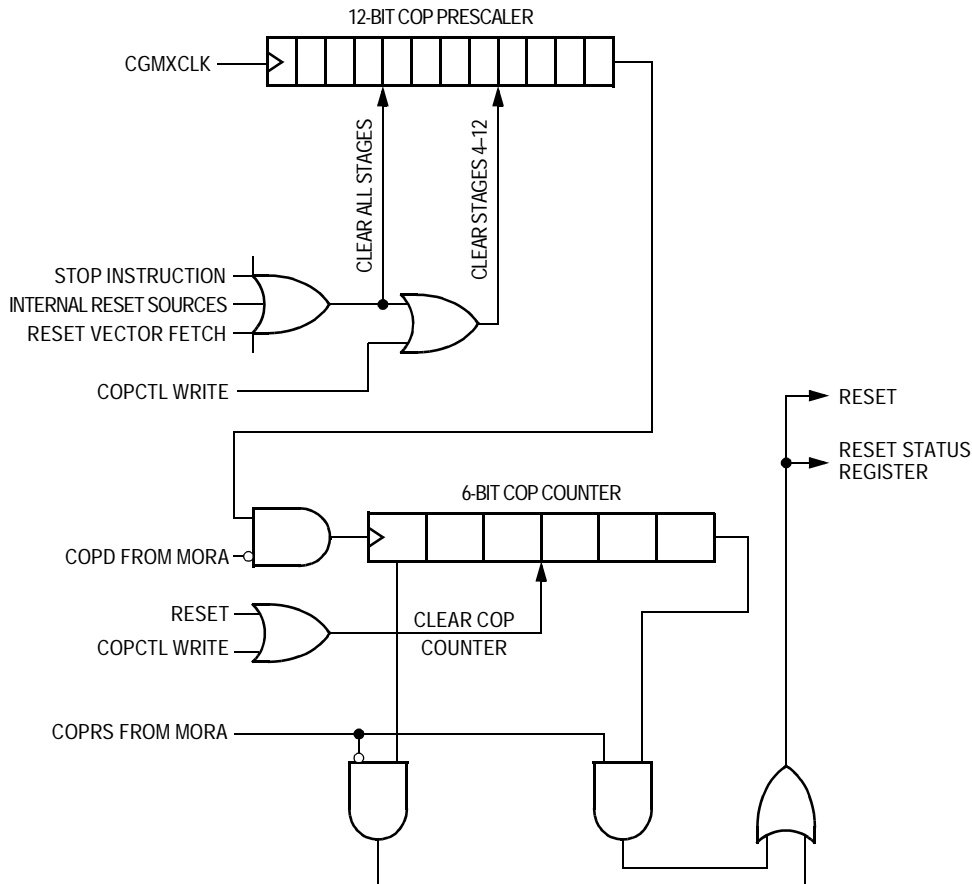 12-BIT COP PRESCALER
CGMXCLK
CLEAR ALL STAGES
CLEAR STAGES 4–12
STOP INSTRUCTION
INTERNAL RESET SOURCES
RESET VECTOR FETCH
COPCTL WRITE
RESET
RESET STATUS
REGISTER
6-BIT COP COUNTER
COPD FROM MORA
RESET
CLEAR COP
COPCTL WRITE
COUNTER
COPRS FROM MORA